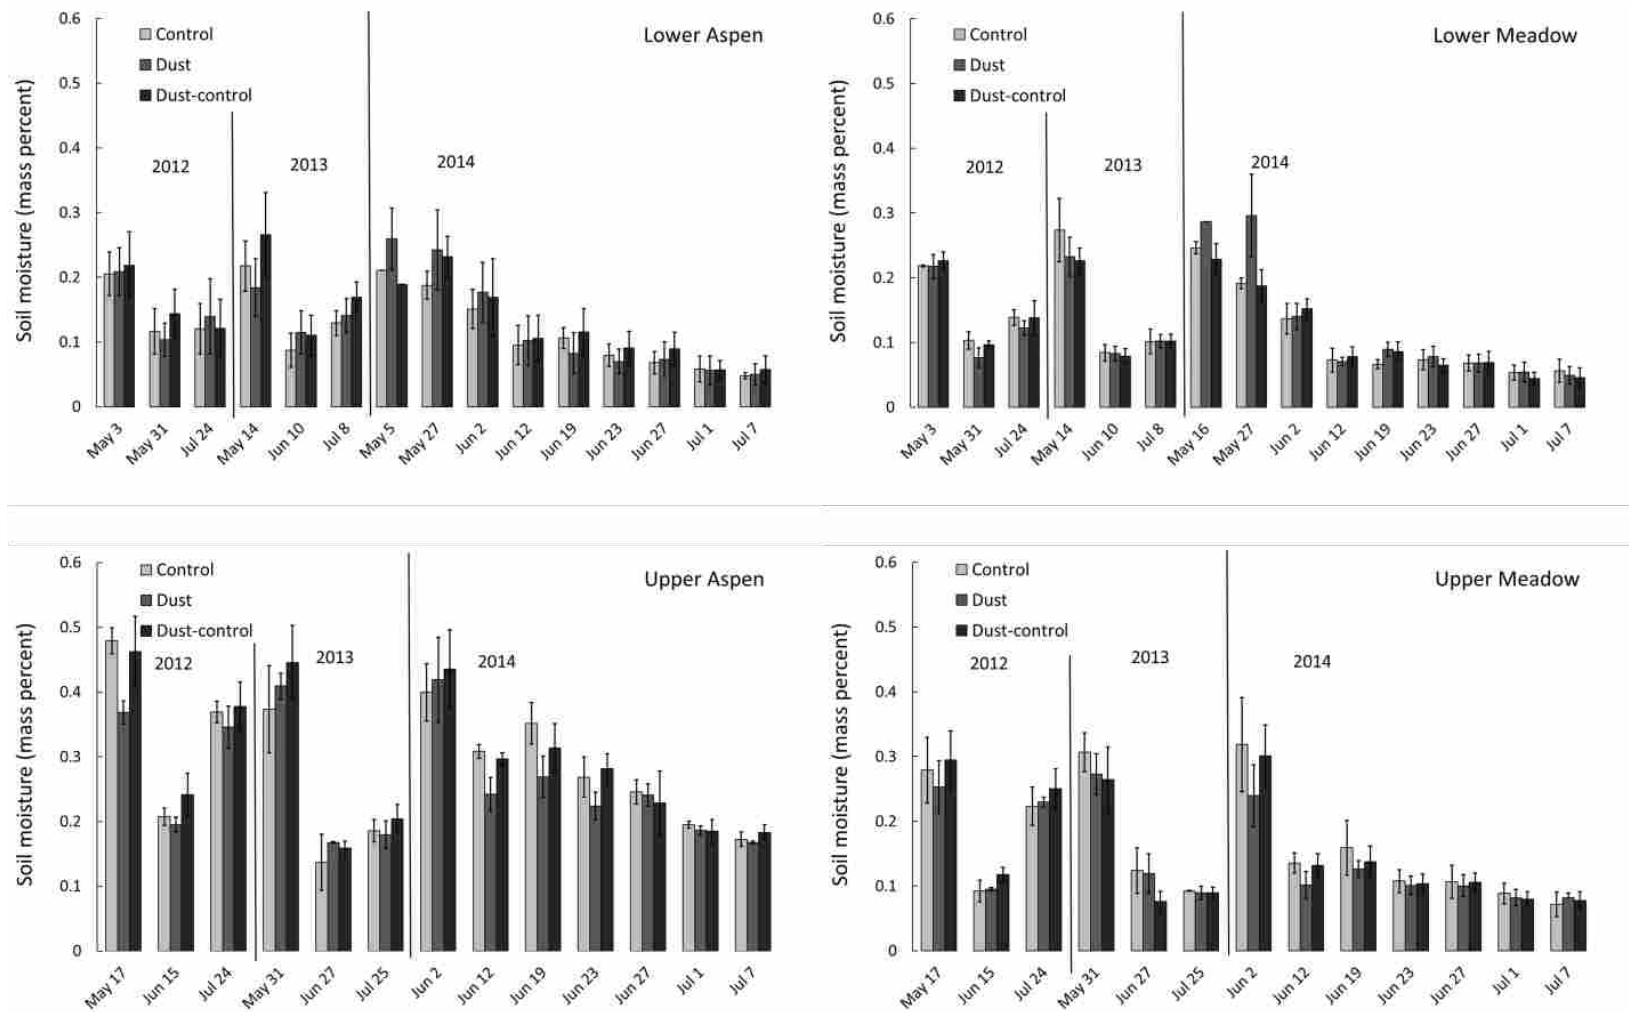 Lower Aspen
Control
Dust
Dust-control
2012
2013
2014
Soil moisture (mass percent)
0.6
0.5
0.4
0.3
0.2
0.1
0
May 3
May 31
Jul 24
May 14
Jun 10
Jul 8
May 5
May 27
Jun 2
Jun 12
Jun 19
Jun 23
Jun 27
Jul 1
Jul 7
Lower Meadow
Control
Dust
Dust-control
2012
2013
2014
Soil moisture (mass percent)
0.6
0.5
0.4
0.3
0.2
0.1
0
May 3
May 31
Jul 24
May 14
Jun 10
Jul 8
May 16
May 27
Jun 2
Jun 12
Jun 19
Jun 23
Jun 27
Jul 1
Jul 7
Upper Aspen
Control
Dust
Dust-control
2012
2013
2014
Soil moisture (mass percent)
0.6
0.5
0.4
0.3
0.2
0.1
0
May 17
Jun 15
Jul 24
May 31
Jun 27
Jul 25
Jun 2
Jun 12
Jun 19
Jun 23
Jun 27
Jul 1
Jul 7
Upper Meadow
Control
Dust
Dust-control
2012
2013
2014
Soil moisture (mass percent)
0.6
0.5
0.4
0.3
0.2
0.1
0
May 17
Jun 15
Jul 24
May 31
Jun 27
Jul 25
Jun 2
Jun 12
Jun 19
Jun 23
Jun 27
Jul 1
Jul 7